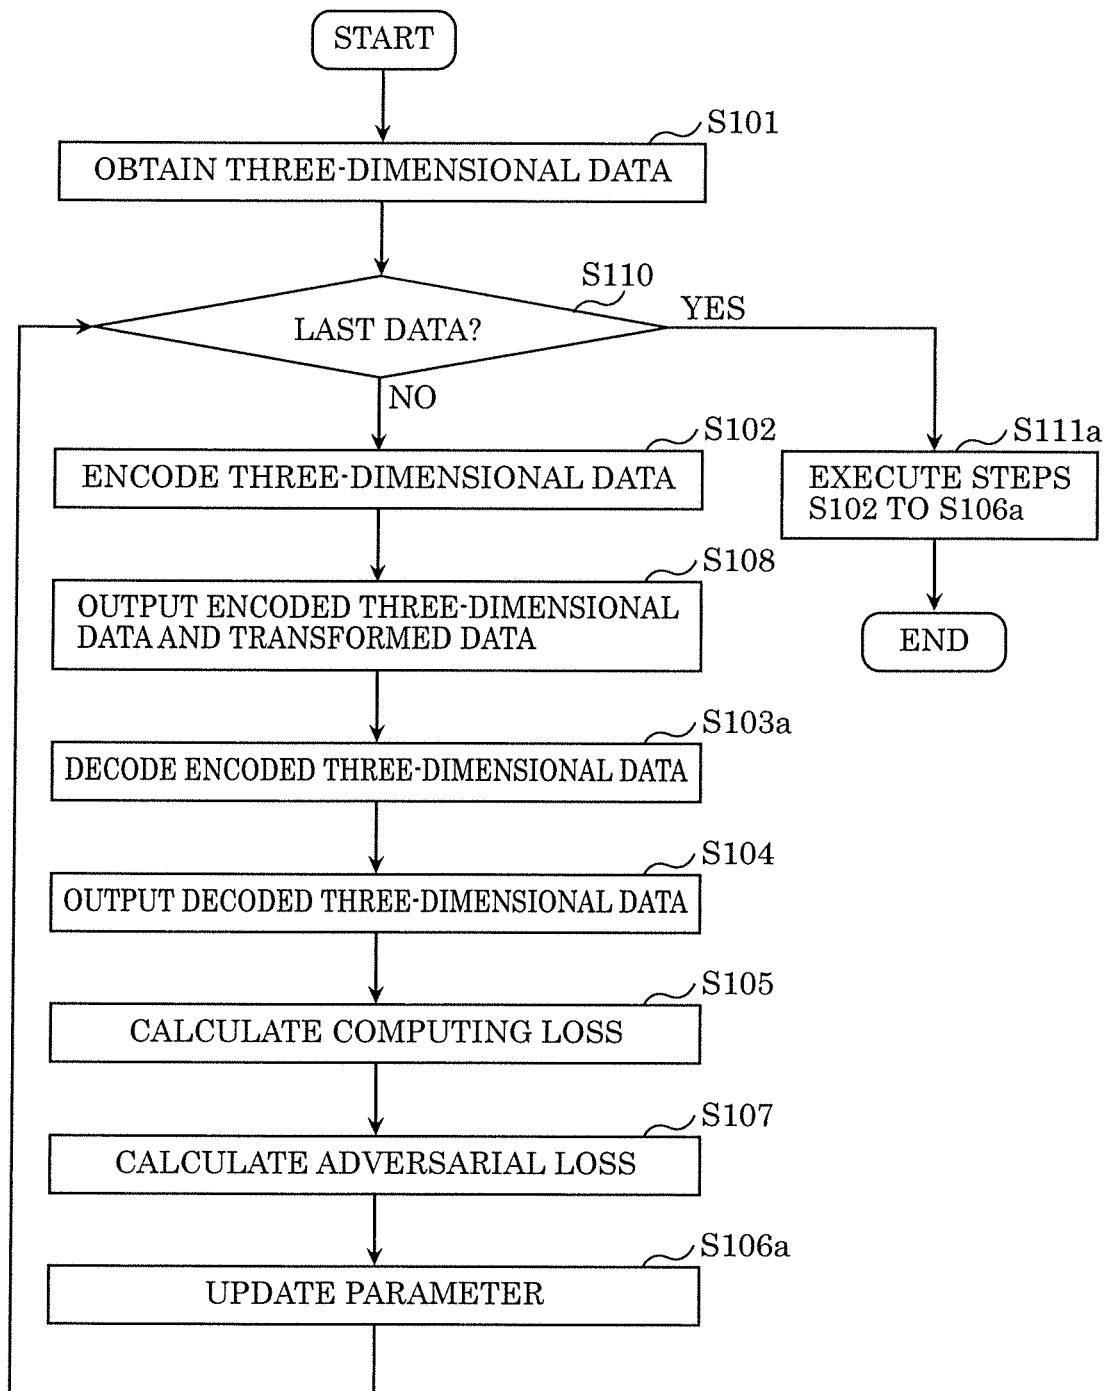 START
S101
OBTAIN THREE-DIMENSIONAL DATA
S110
LAST DATA?
YES
NO
S102
ENCODE THREE-DIMENSIONAL DATA
S111a
EXECUTE STEPS
S102 TO S106a
S108
OUTPUT ENCODED THREE-DIMENSIONAL
DATA AND TRANSFORMED DATA
END
S103a
DECODE ENCODED THREE-DIMENSIONAL DATA
S104
OUTPUT DECODED THREE-DIMENSIONAL DATA
S105
CALCULATE COMPUTING LOSS
S107
CALCULATE ADVERSARIAL LOSS
S106a
UPDATE PARAMETER